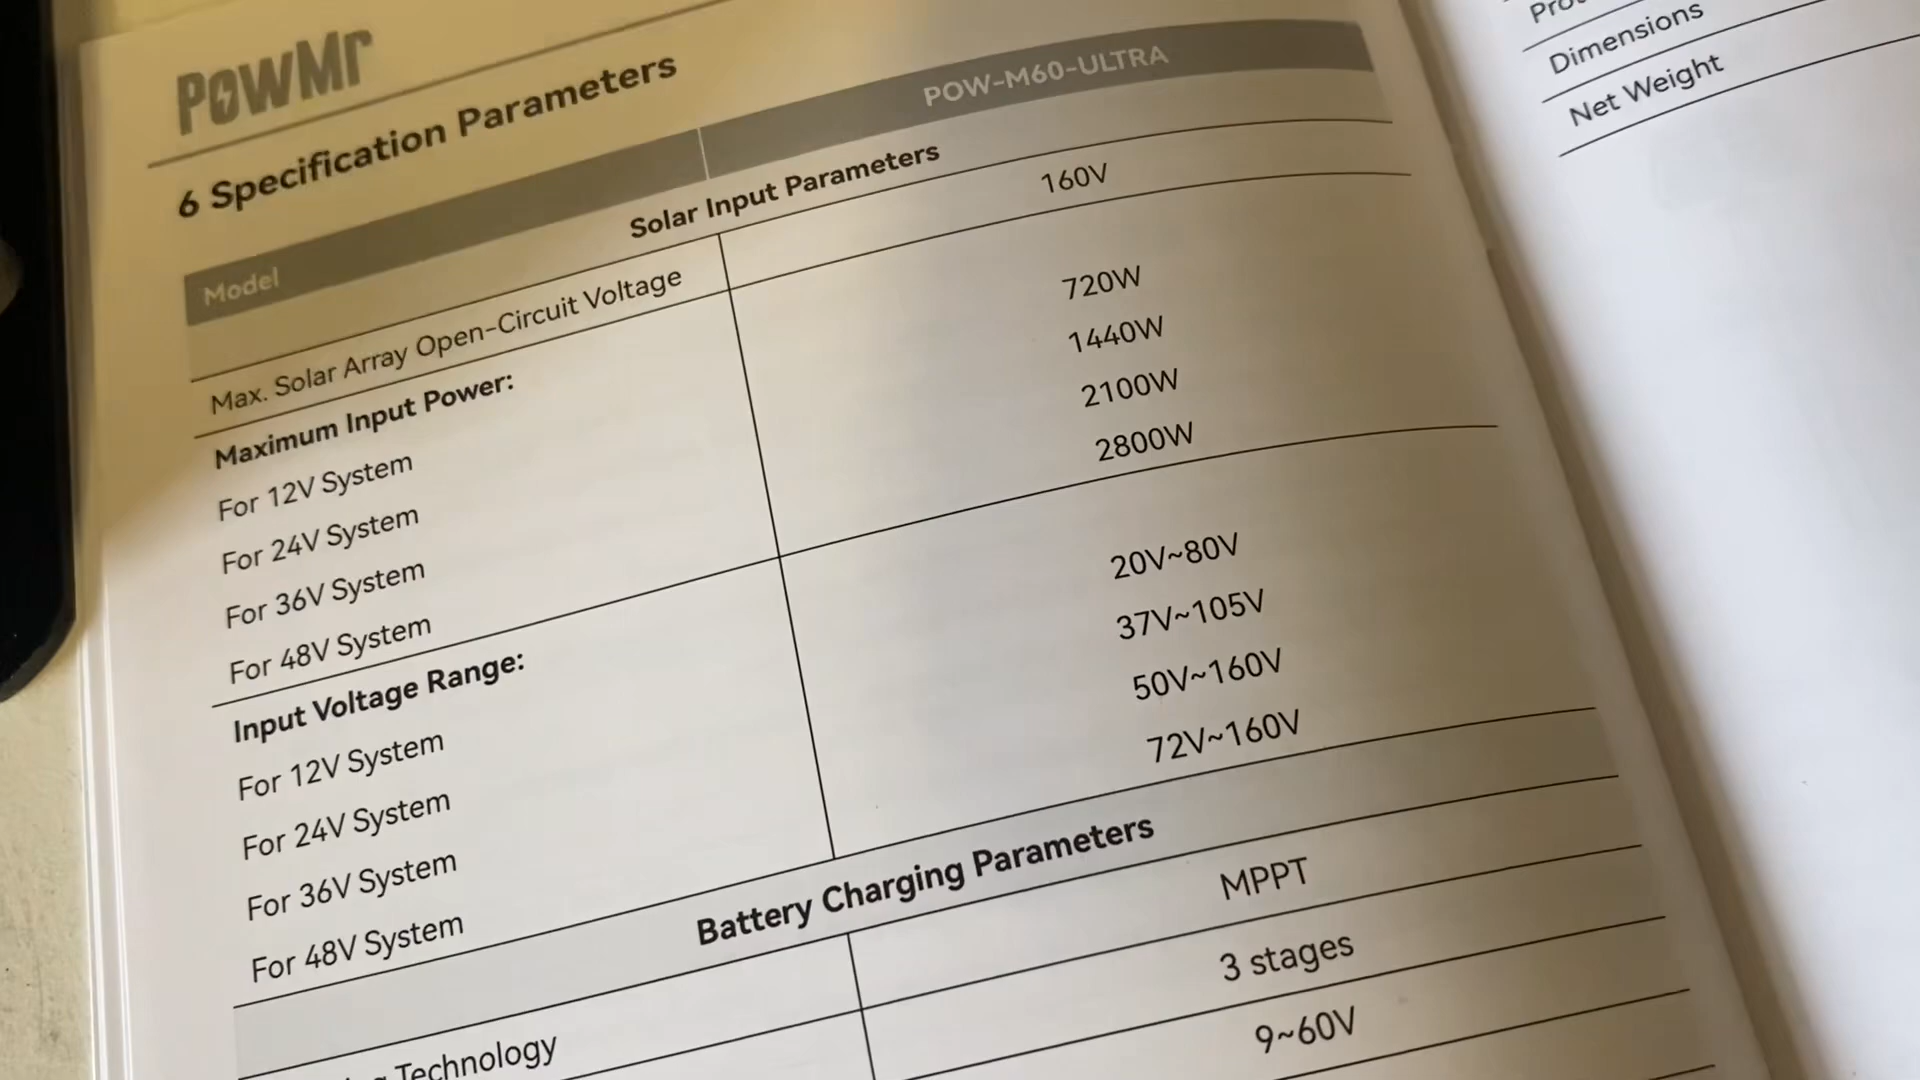 PowMr
6 Specification Parameters
Model POW-M60-ULTRA
Solar Input Parameters
Max. Solar Array Open-Circuit Voltage 160V
Maximum Input Power:
For 12V System 720W
For 24V System 1440W
For 36V System 2100W
For 48V System 2800W
Input Voltage Range:
For 12V System 20V~80V
For 24V System 37V~105V
For 36V System 50V~160V
For 48V System 72V~160V
Battery Charging Parameters
Technology MPPT
3 stages
9~60V
Dimensions
Net Weight